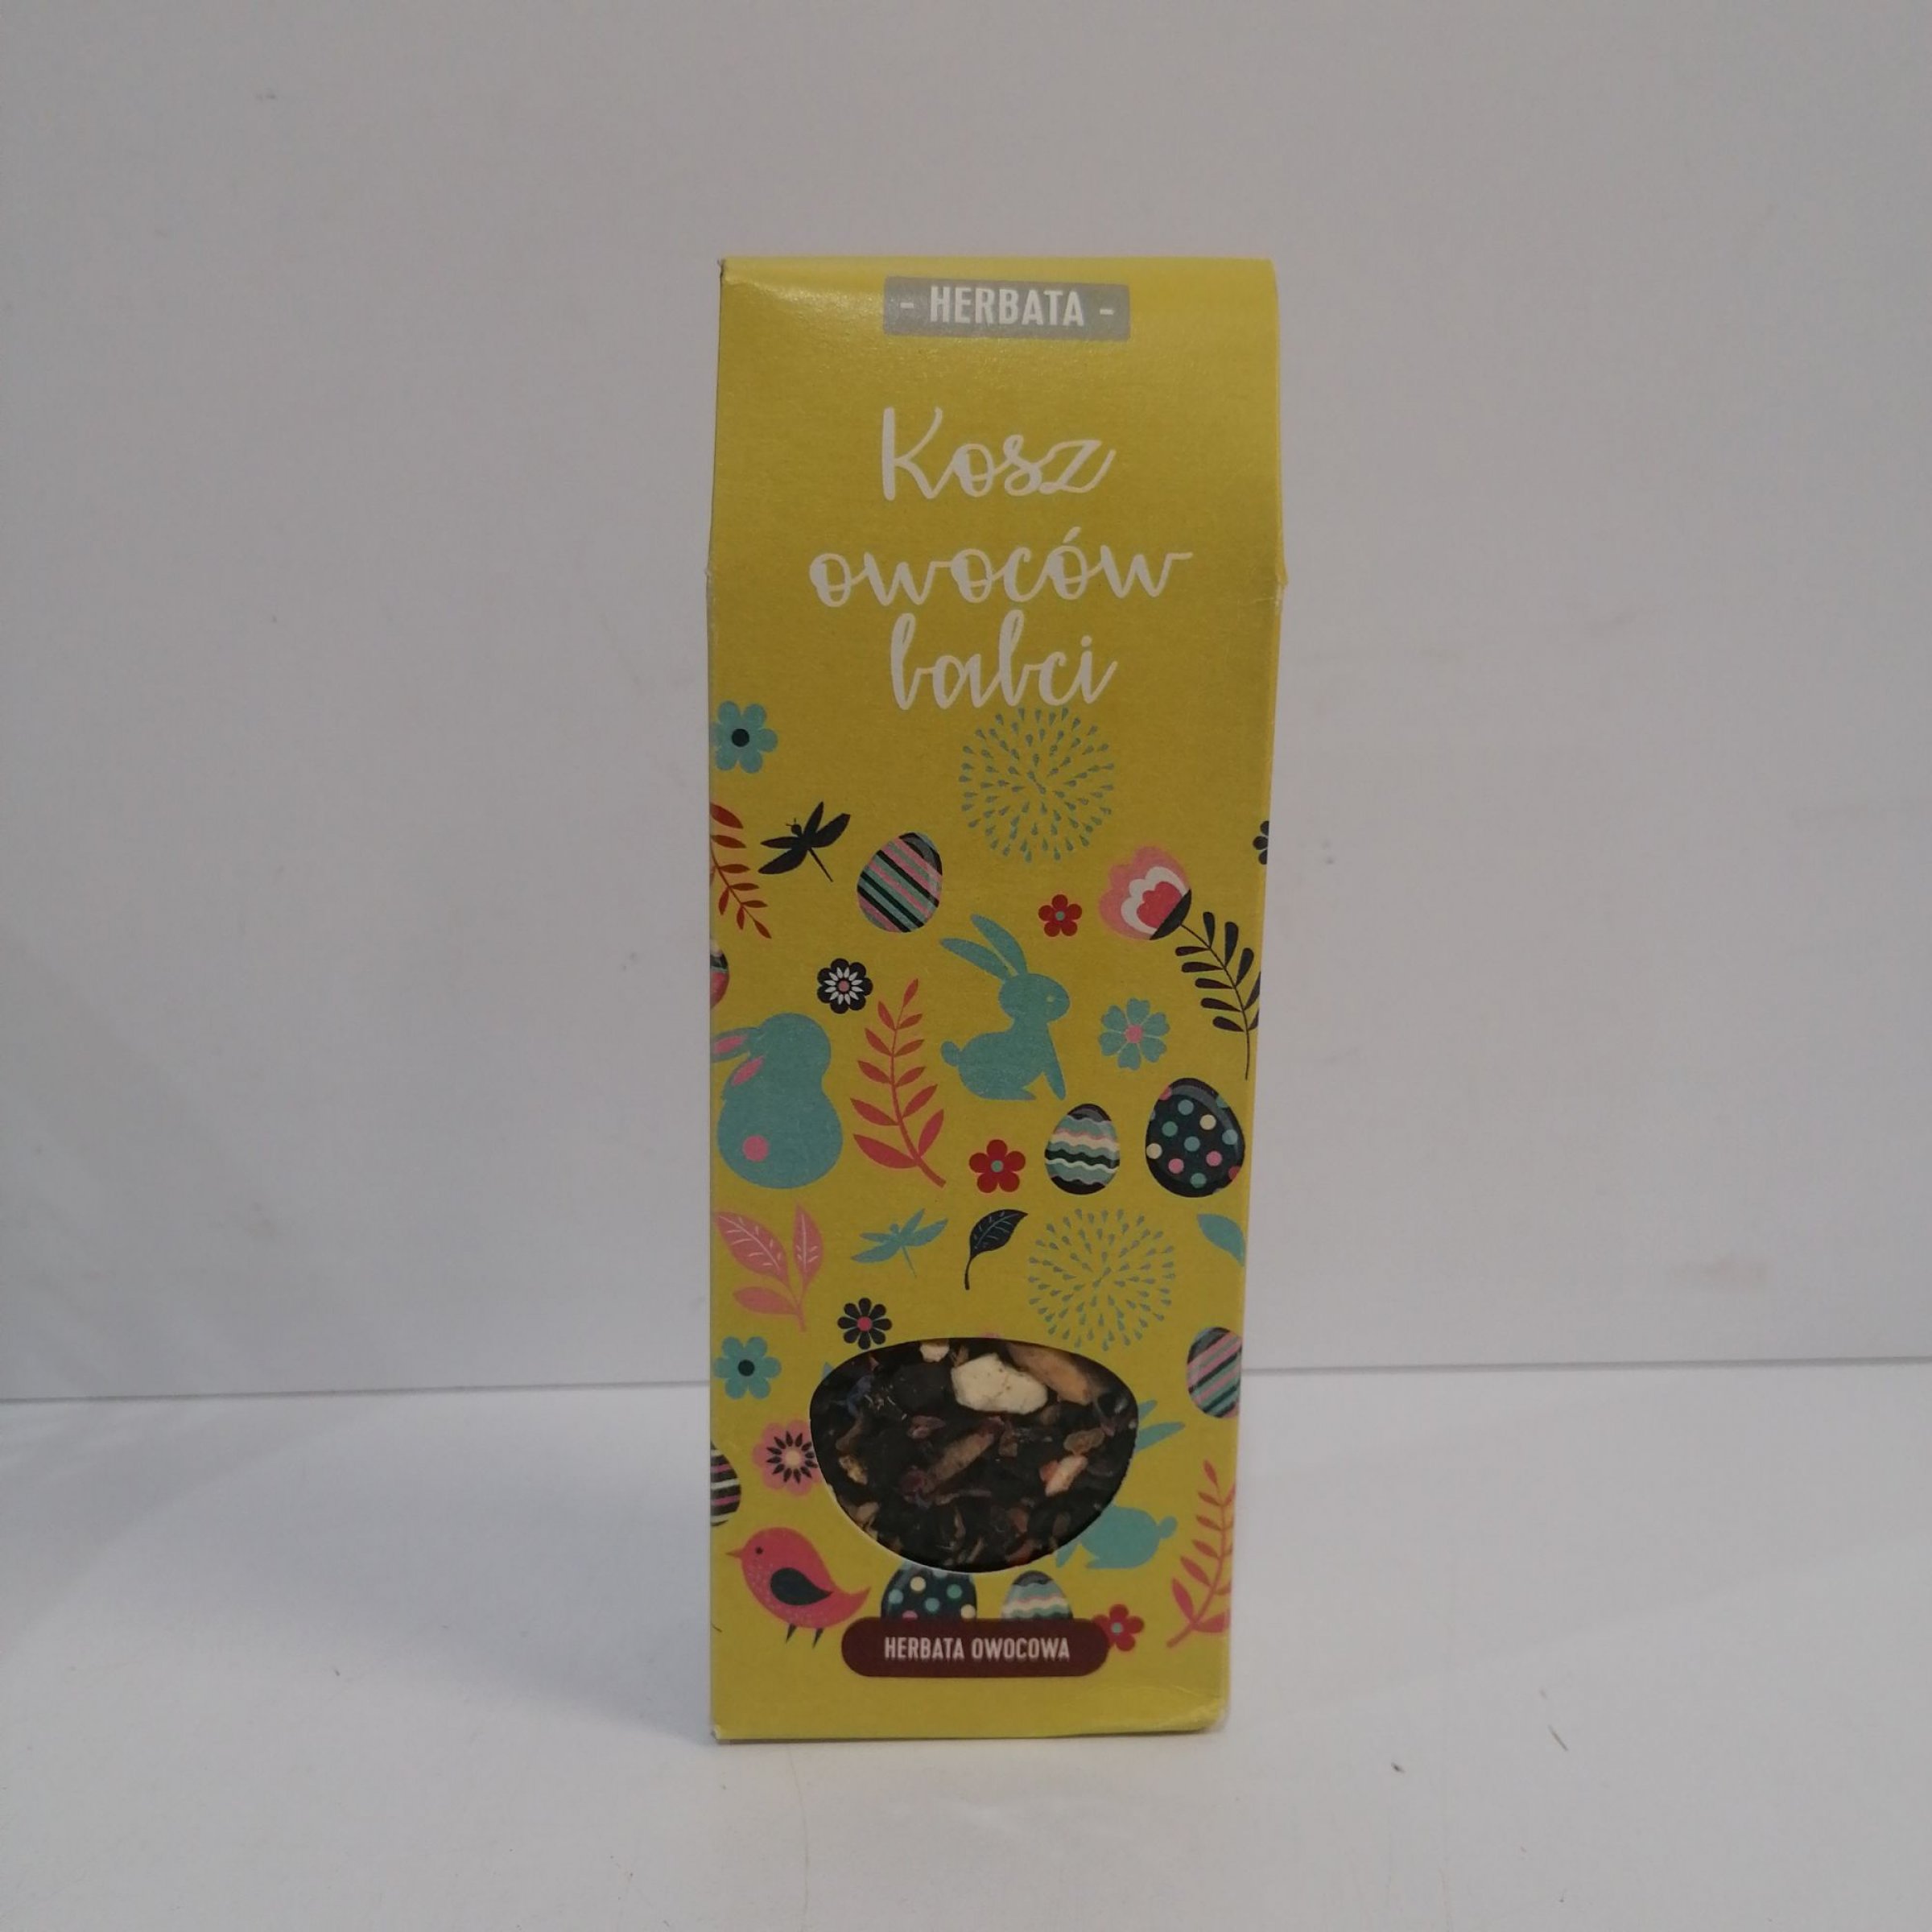 - HERBATA -
Kosz
owoców
babci
HERBATA OWOCOWA